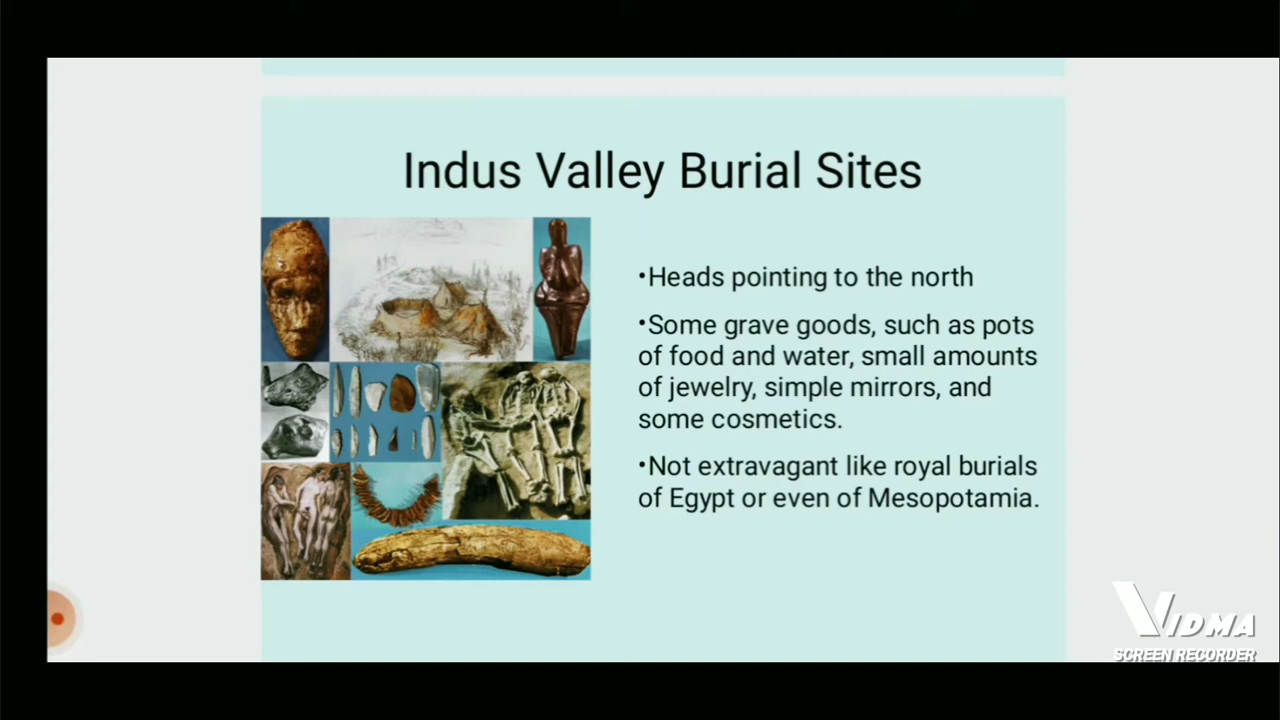 Indus Valley Burial Sites
•Heads pointing to the north
•Some grave goods, such as pots
of food and water, small amounts
of jewelry, simple mirrors, and
some cosmetics.
•Not extravagant like royal burials
of Egypt or even of Mesopotamia.
VIDMA
SCREEN RECORDER